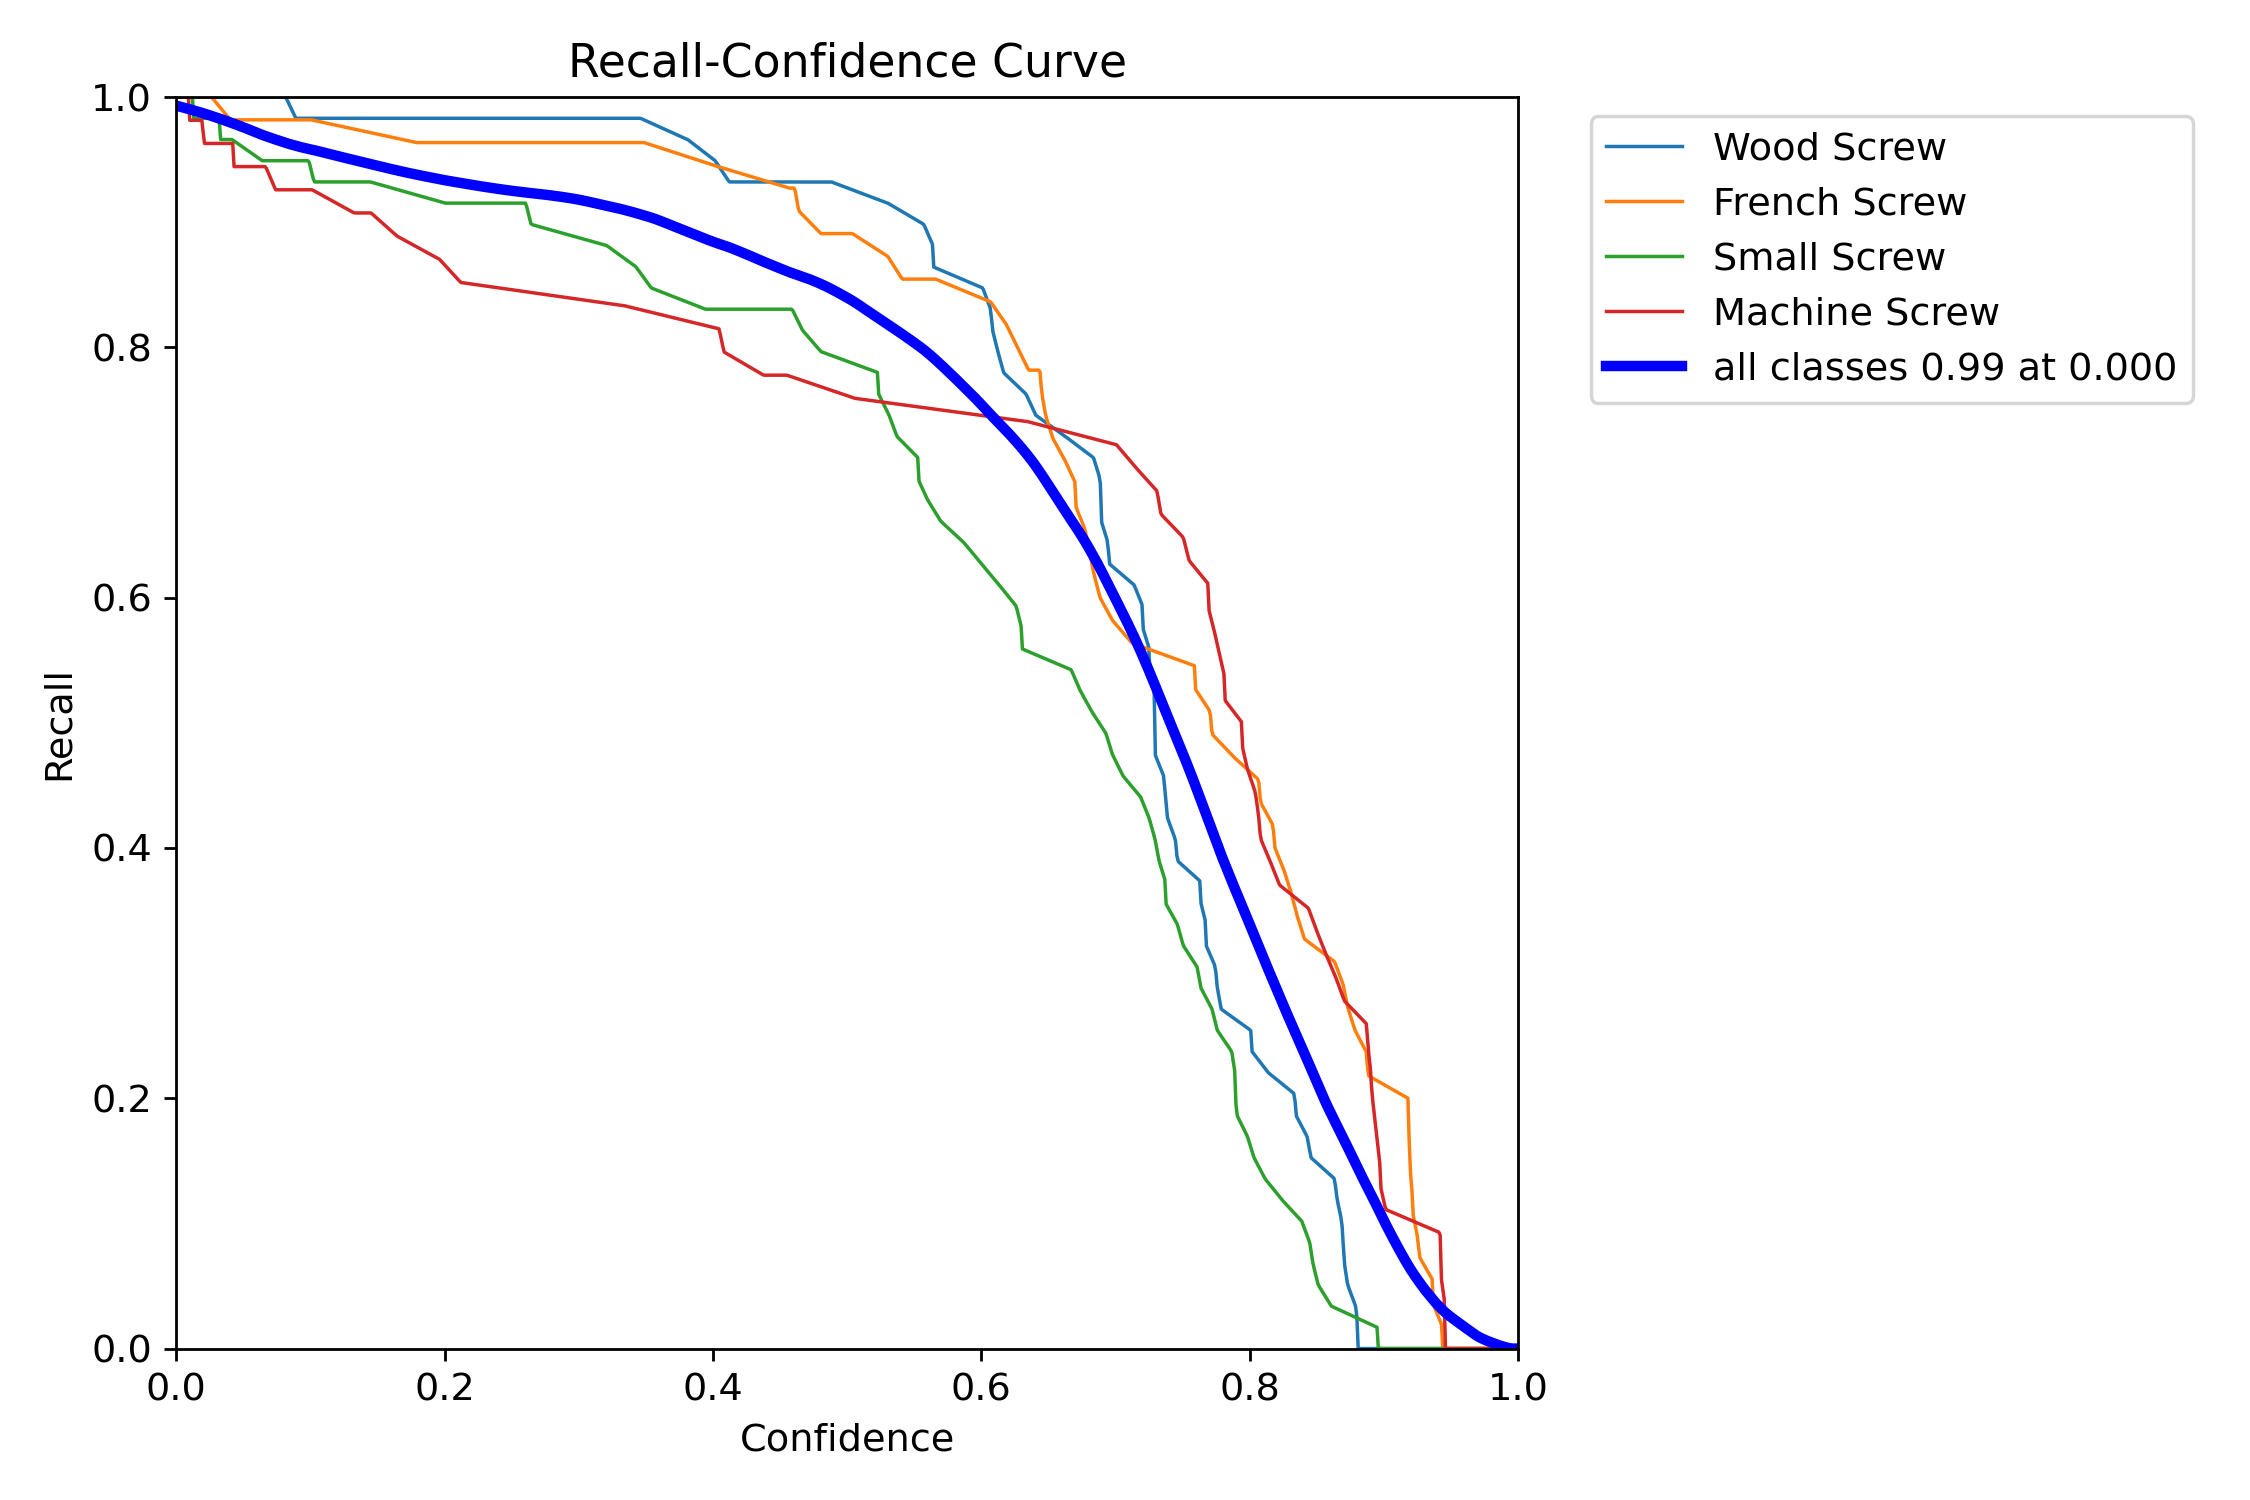 Recall-Confidence Curve
1.0
0.8
0.6
0.4
0.2
0.0
Recall
0.0 0.2 0.4 0.6 0.8 1.0
Confidence
Wood Screw
French Screw
Small Screw
Machine Screw
all classes 0.99 at 0.000